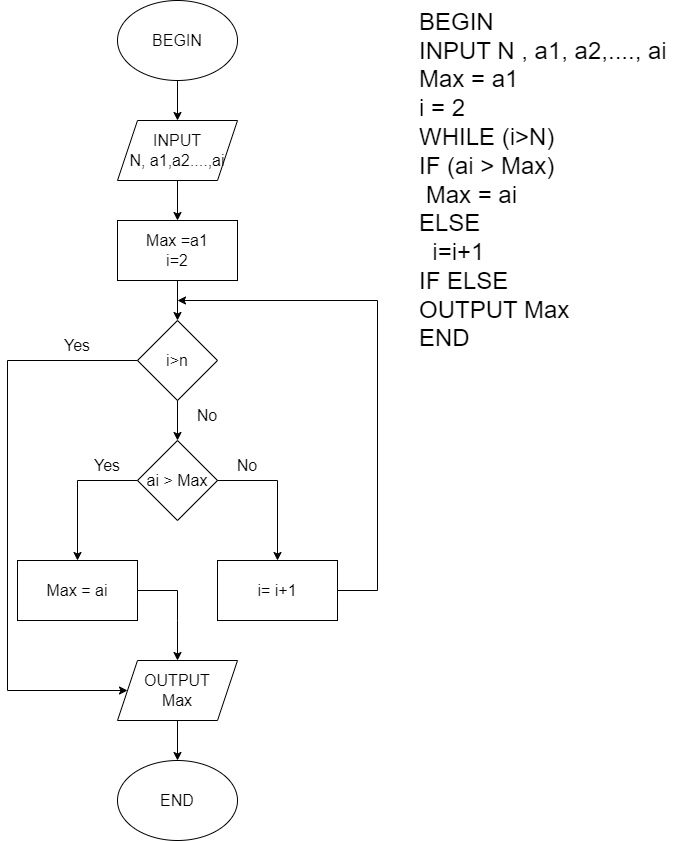 BEGIN
INPUT
N, a1,a2....,ai
Max =a1
i=2
Yes
i>n
No
Yes
ai > Max
No
Max = ai
i= i+1
OUTPUT
Max
END
BEGIN
INPUT N , a1, a2,...., ai
Max = a1
i = 2
WHILE (i>N)
IF (ai > Max)
Max = ai
ELSE
i=i+1
IF ELSE
OUTPUT Max
END